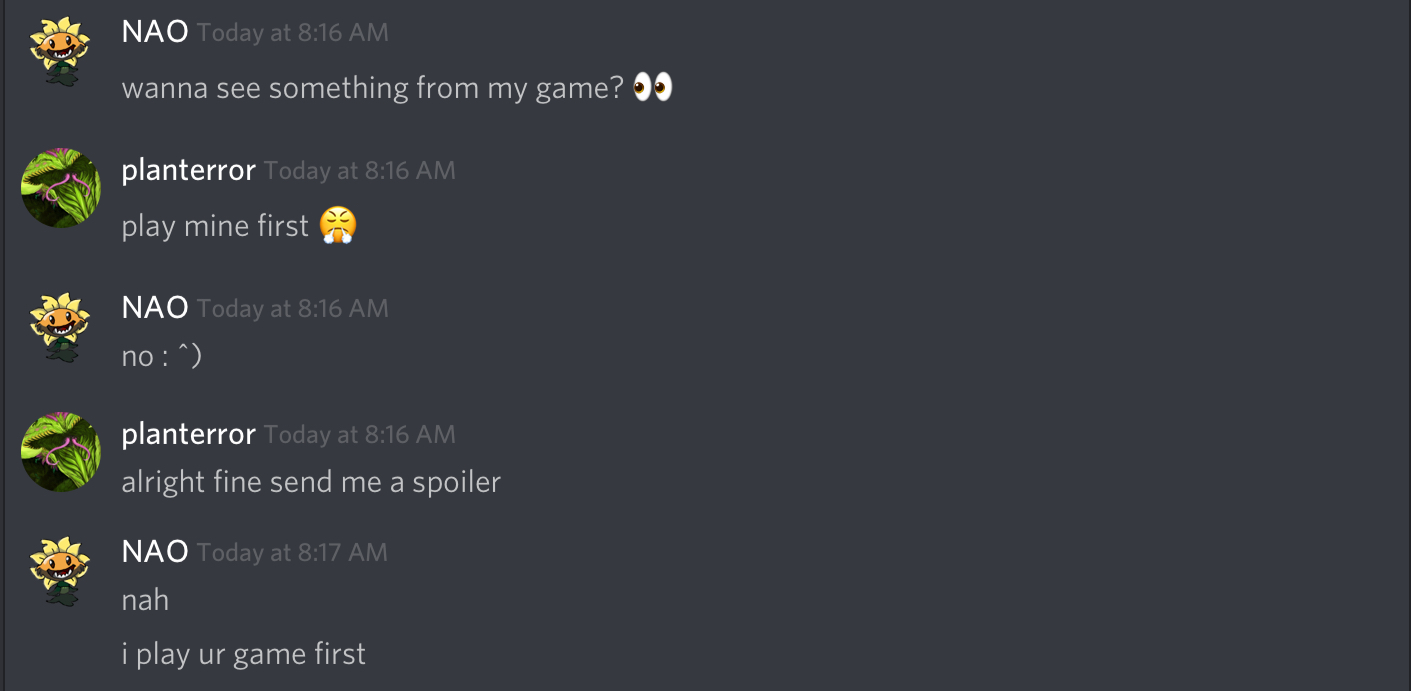 NAO Today at 8:16 AM
wanna see something from my game? 👀
planterror Today at 8:16 AM
play mine first 😤
NAO Today at 8:16 AM
no : ^)
planterror Today at 8:16 AM
alright fine send me a spoiler
NAO Today at 8:17 AM
nah
i play ur game first